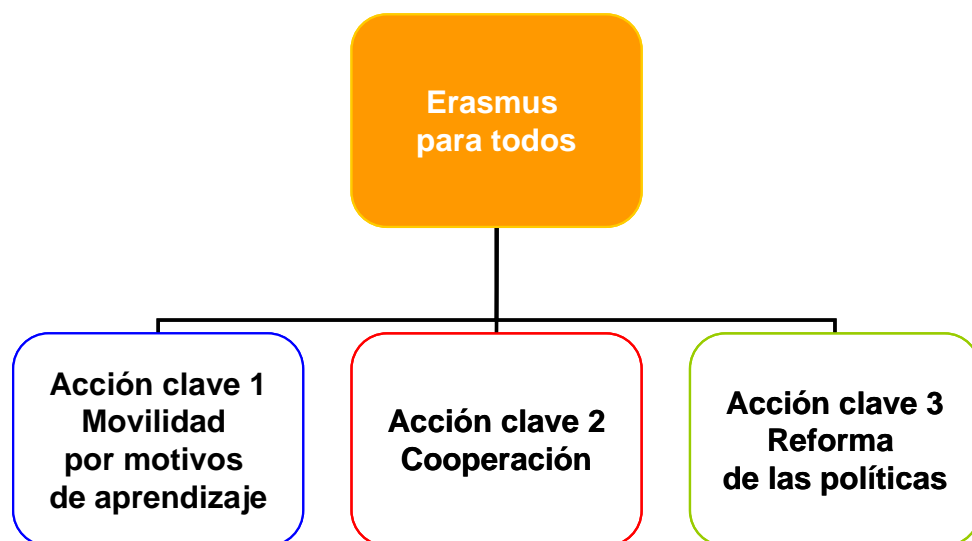 Erasmus
para todos
Acción clave 1
Movilidad
por motivos
de aprendizaje
Acción clave 2
Cooperación
Acción clave 3
Reforma
de las políticas